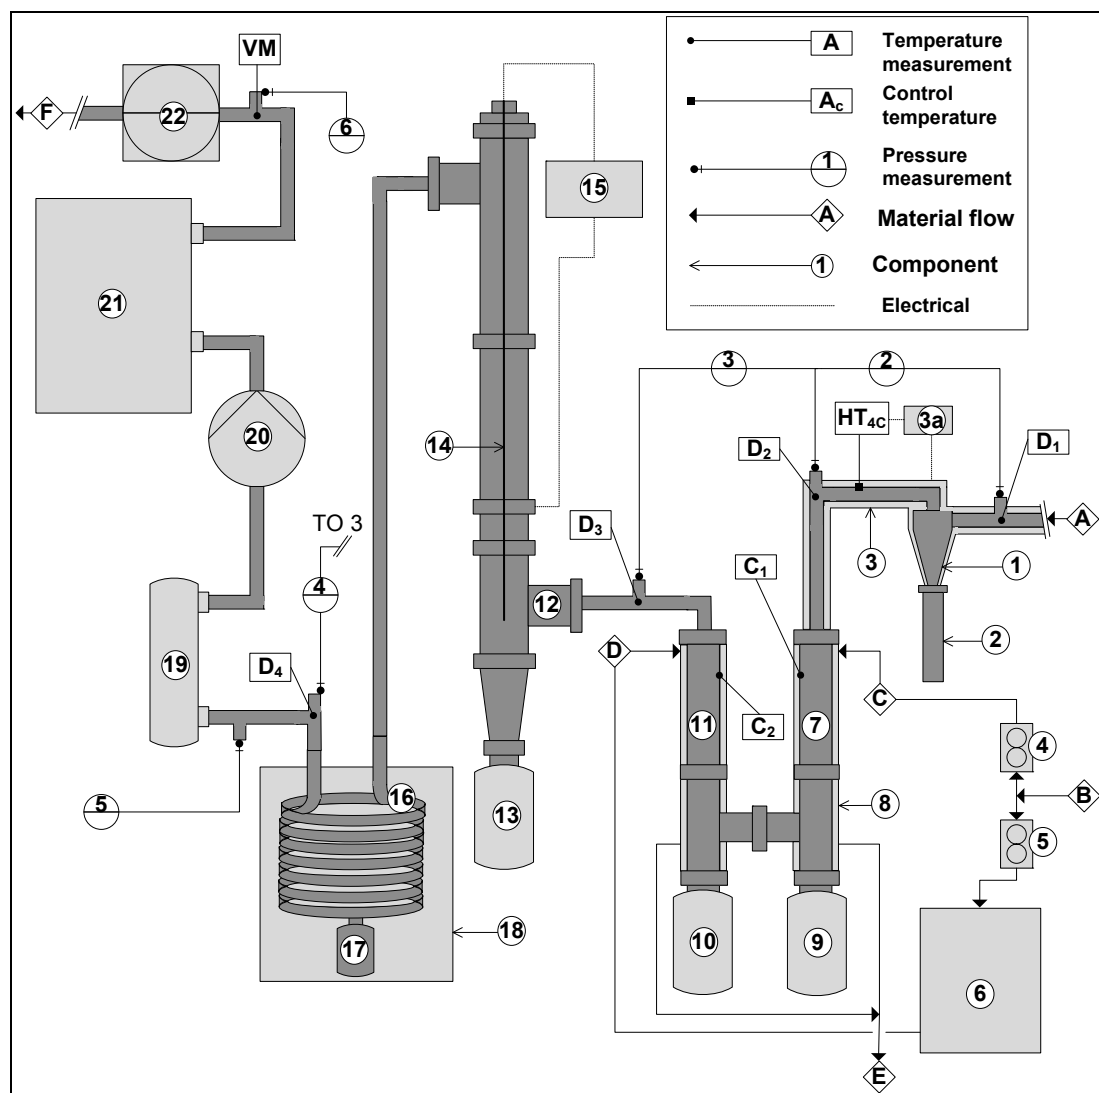 VM
F
22
6
15
21
20
14
TO 3
4
19
D₄
5
16
17
18
13
12
D₃
3
2
HT₄C
3a
D₂
D₁
A
1
3
2
C₁
D
C
11
C₂
7
4
B
8
5
10
9
6
E
A
Temperature
measurement
A꜀
Control
temperature
1
Pressure
measurement
A
Material flow
1
Component
Electrical